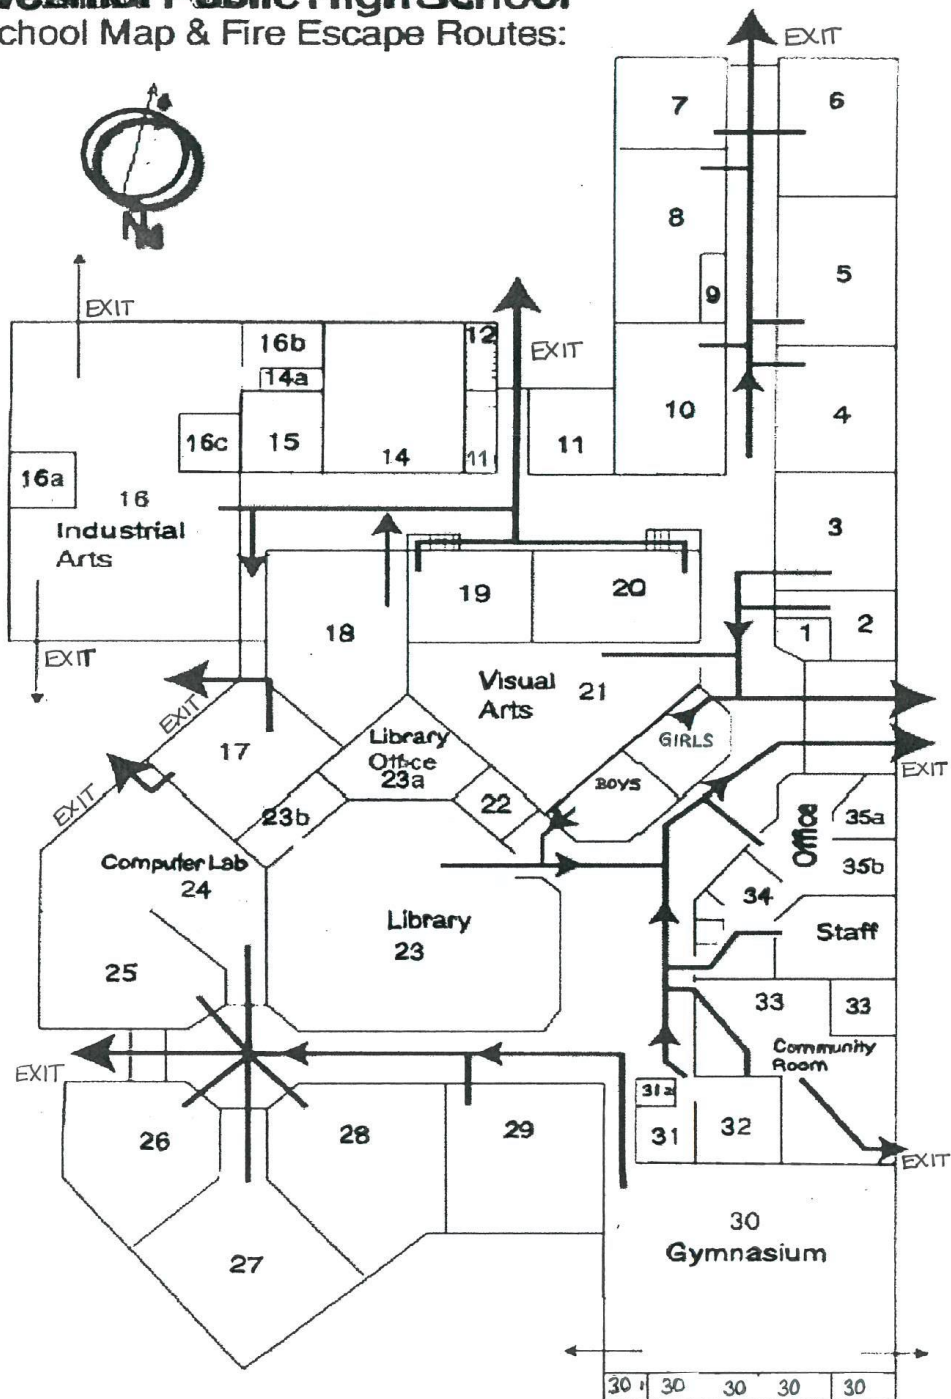 Public High School
School Map & Fire Escape Routes:
EXIT
7
6
8
5
9
EXIT
EXIT
16b
12
14a
10
4
16c
15
14
11
11
16a
16
Industrial
Arts
3
19
20
18
1
2
EXIT
Visual
Arts
21
EXIT
17
Library
Office
23a
GIRLS
BOYS
EXIT
EXIT
23b
22
Office
35a
Computer Lab
24
35b
34
Library
23
Staff
25
33
33
Community
Room
EXIT
31a
26
28
29
31
32
EXIT
30
Gymnasium
27
30
30
30
30
30